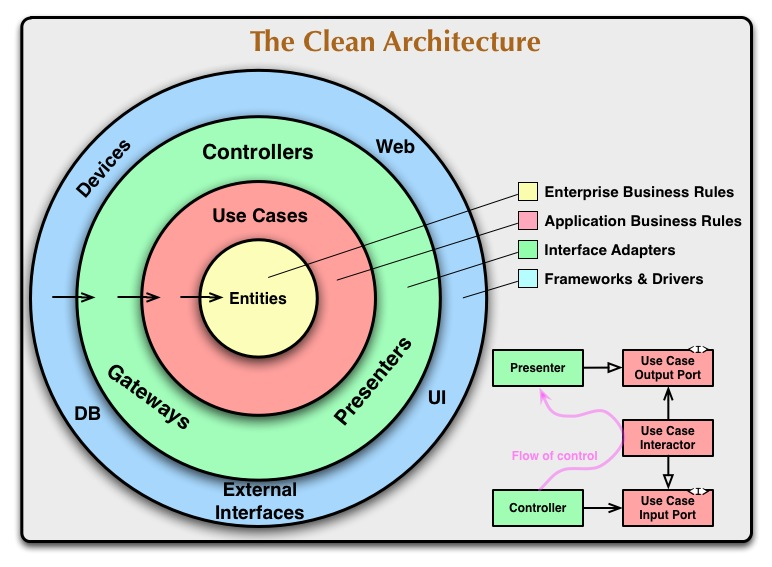 The Clean Architecture
Devices
Web
Controllers
Use Cases
Entities
Gateways
Presenters
DB
UI
External
Interfaces
Enterprise Business Rules
Application Business Rules
Interface Adapters
Frameworks & Drivers
Presenter
<I>
Use Case
Output Port
Use Case
Interactor
Flow of control
Controller
<I>
Use Case
Input Port